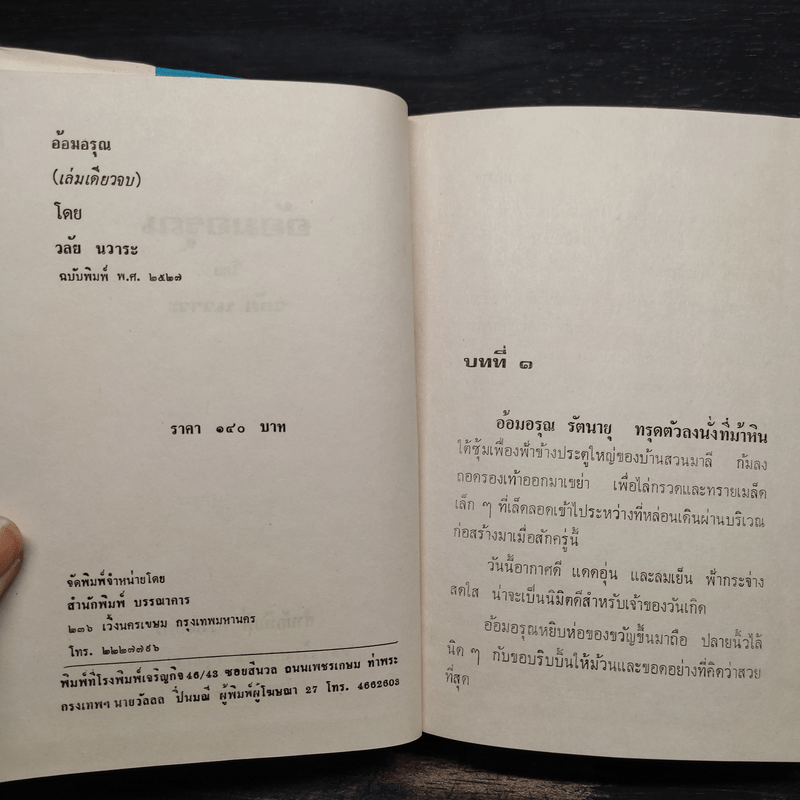 อ้อมอรุณ
(เล่มเดียวจบ)
โดย
วลัย นวาระ
ฉบับพิมพ์ พ.ศ. ๒๕๒๗
ราคา ๑๔๐ บาท
จัดพิมพ์จำหน่ายโดย
สำนักพิมพ์ บรรณาคาร
๒๓๖ เวิ้งนครเขษม กรุงเทพมหานคร
โทร. ๒๒๒๗๗๙๖
พิมพ์ที่โรงพิมพ์เจริญกิจ 46/43 ซอยสีนวล ถนนเพชรเกษม ท่าพระ
กรุงเทพฯ นายวัลลภ ปิ่นมณี ผู้พิมพ์ผู้โฆษณา 27 โทร. 4662603
บทที่ ๑
อ้อมอรุณ รัตนายุ ทรุดตัวลงนั่งที่ม้าหิน
ใต้ซุ้มเฟื่องฟ้าข้างประตูใหญ่ของบ้านสวนมาลี ก้มลง
ถอดรองเท้าออกมาเขย่า เพื่อไล่กรวดและทรายเมล็ด
เล็ก ๆ ที่เล็ดลอดเข้าไประหว่างที่หล่อนเดินผ่านบริเวณ
ก่อสร้างมาเมื่อสักครู่นี้
วันนี้อากาศดี แดดอุ่น และลมเย็น ฟ้ากระจ่าง
สดใส น่าจะเป็นนิมิตดีสำหรับเจ้าของวันเกิด
อ้อมอรุณหยิบห่อของขวัญขึ้นมาถือ ปลายนิ้วไล้
นิด ๆ กับขอบริบบิ้นให้ม้วนและขอดอย่างที่คิดว่าสวย
ที่สุด